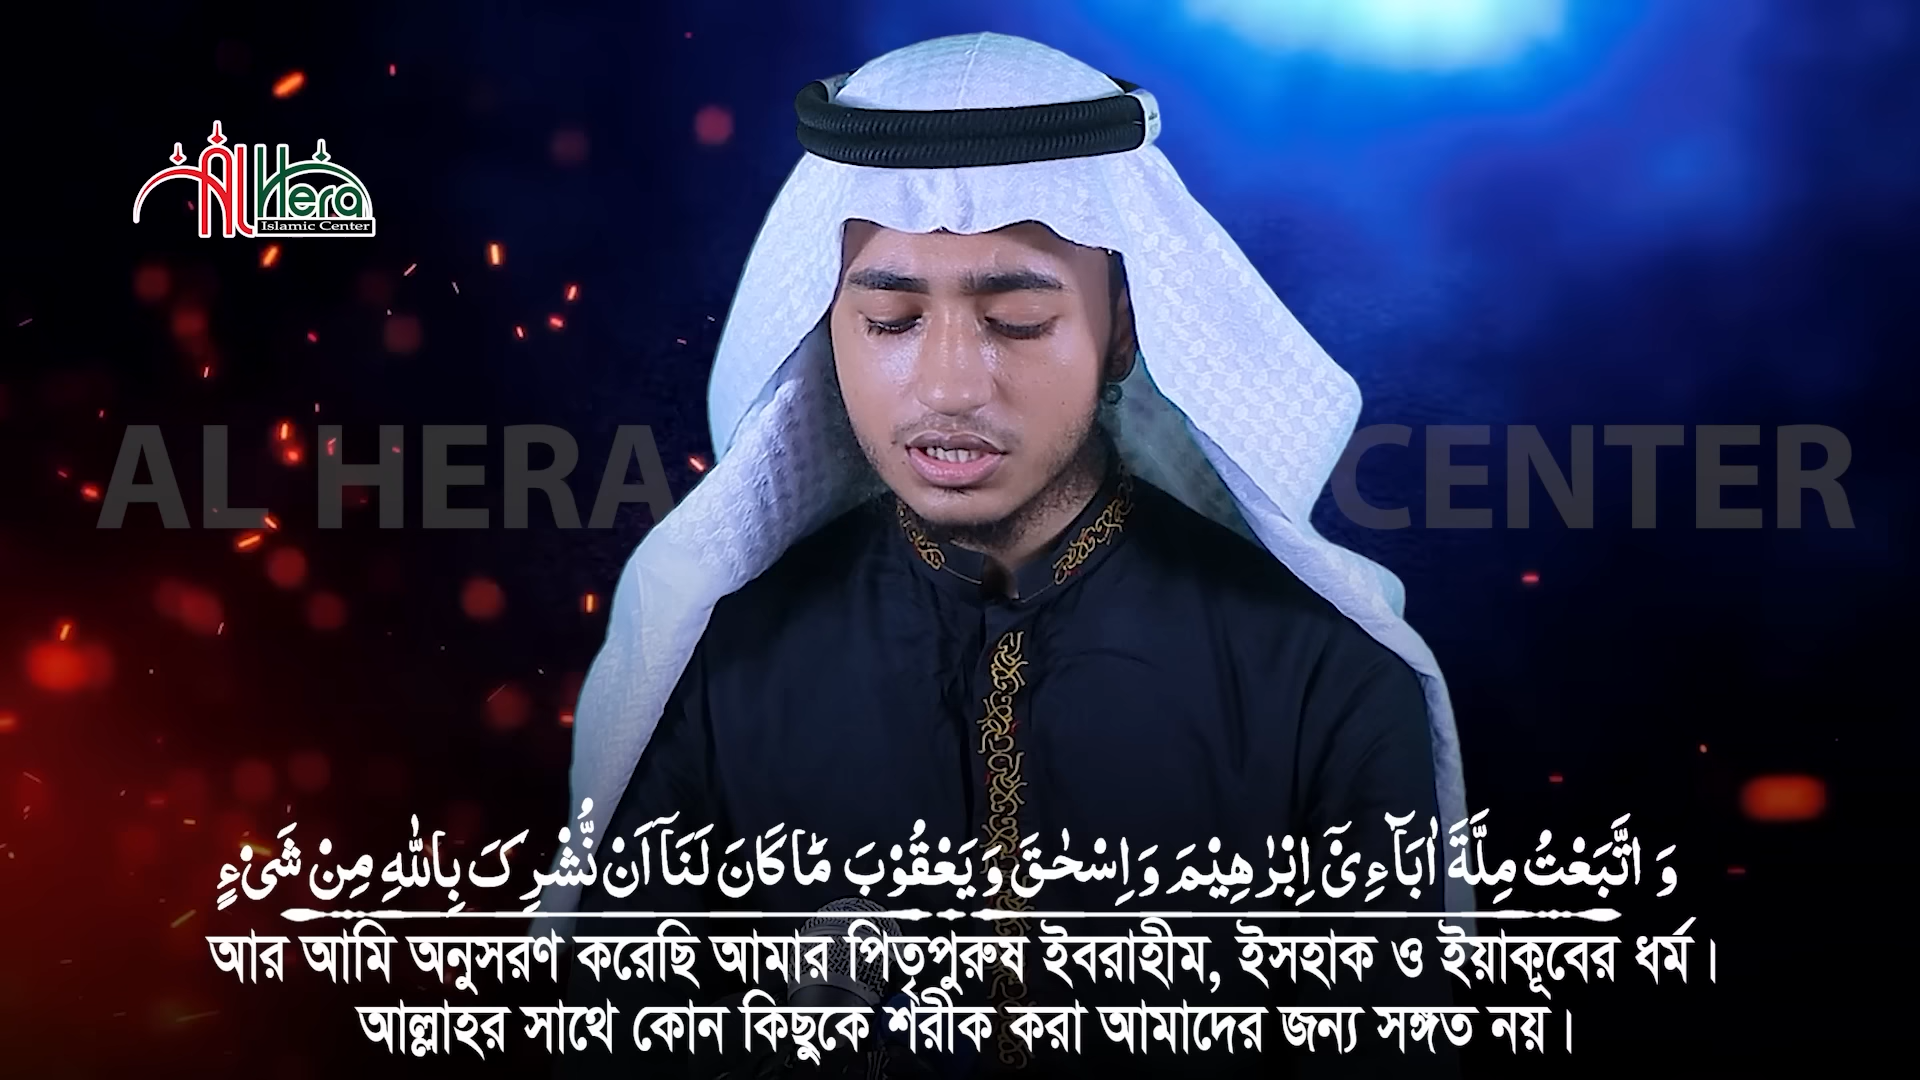 AL Hera
Islamic Center
AL HERA CENTER
وَ اتَّبَعْتُ مِلَّةَ اٰبَآءِیْۤ اِبْرٰهِیْمَ وَ اِسْحٰقَ وَ یَعْقُوْبَ ؕ مَا كَانَ لَنَاۤ اَنْ نُّشْرِكَ بِاللّٰهِ مِنْ شَیْءٍ
আর আমি অনুসরণ করেছি আমার পিতৃপুরুষ ইবরাহীম, ইসহাক ও ইয়াকূবের ধর্ম।
আল্লাহর সাথে কোন কিছুকে শরীক করা আমাদের জন্য সঙ্গত নয়।